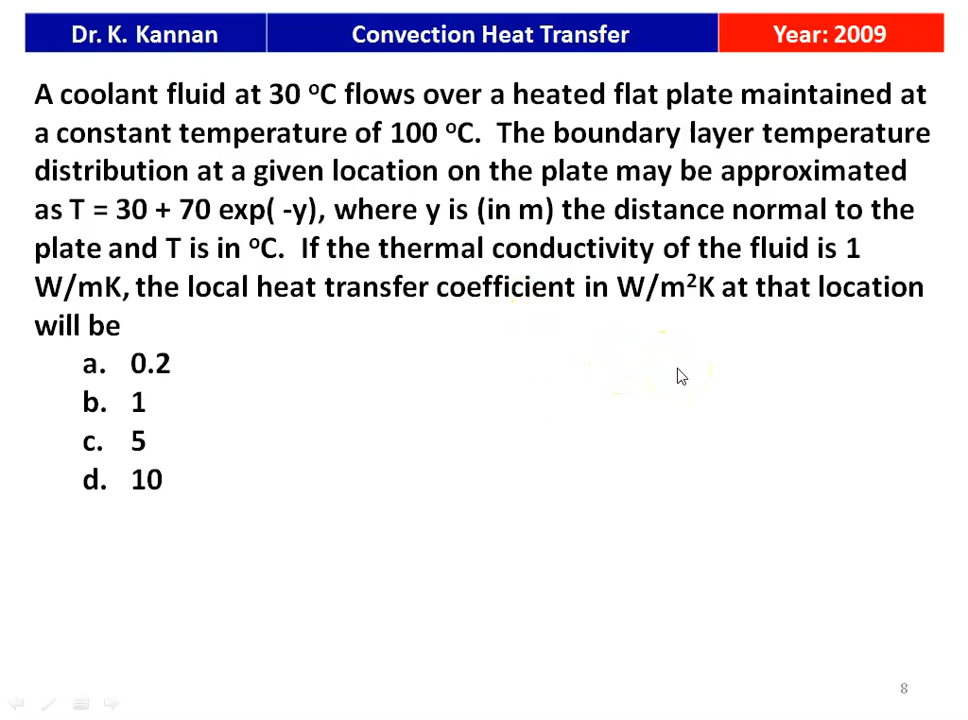 Dr. K. Kannan
Convection Heat Transfer
Year: 2009
A coolant fluid at 30 ᵒC flows over a heated flat plate maintained at
a constant temperature of 100 ᵒC. The boundary layer temperature
distribution at a given location on the plate may be approximated
as T = 30 + 70 exp( -y), where y is (in m) the distance normal to the
plate and T is in ᵒC. If the thermal conductivity of the fluid is 1
W/mK, the local heat transfer coefficient in W/m²K at that location
will be
a. 0.2
b. 1
c. 5
d. 10
8